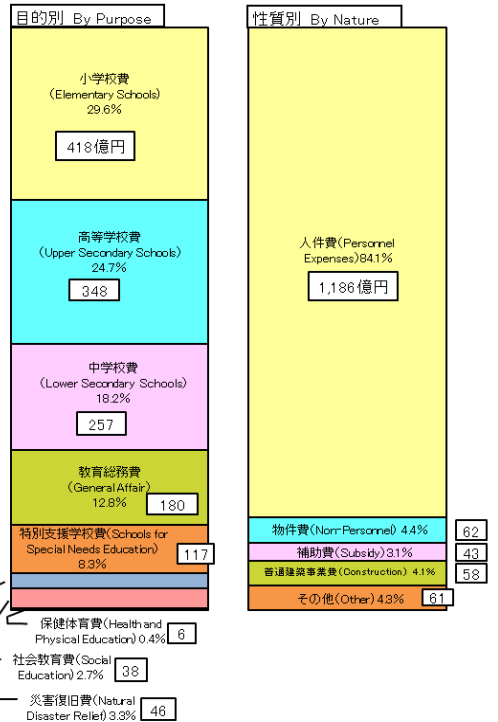 目的別 By Purpose
小学校費
(Elementary Schools)
29.6%
418億円
高等学校費
(Upper Secondary Schools)
24.7%
348
中学校費
(Lower Secondary Schools)
18.2%
257
教育総務費
(General Affair)
12.8%
180
特別支援学校費(Schools for
Special Needs Education)
8.3%
117
保健体育費(Health and
Physical Education) 0.4%
6
社会教育費(Social
Education) 2.7%
38
災害復旧費(Natural
Disaster Relief) 3.3%
46
性質別 By Nature
人件費(Personnel
Expenses)84.1%
1,186億円
物件費(Non-Personnel) 4.4%
62
補助費(Subsidy)3.1%
43
普通建築事業費(Construction) 4.1%
58
その他(Other) 4.3%
61